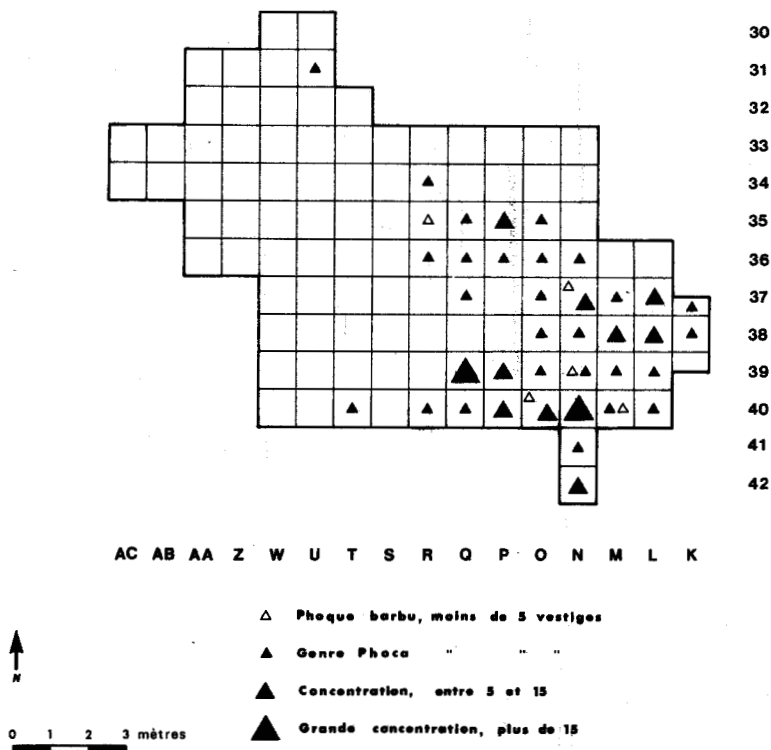 30
31
32
33
34
35
36
37
38
39
40
41
42
AC AB AA Z W U T S R Q P O N M L K
Phoque barbu, moins de 5 vestiges
Genre Phoca " " "
Concentration, entre 5 et 15
Grande concentration, plus de 15
N
0 1 2 3 mètres